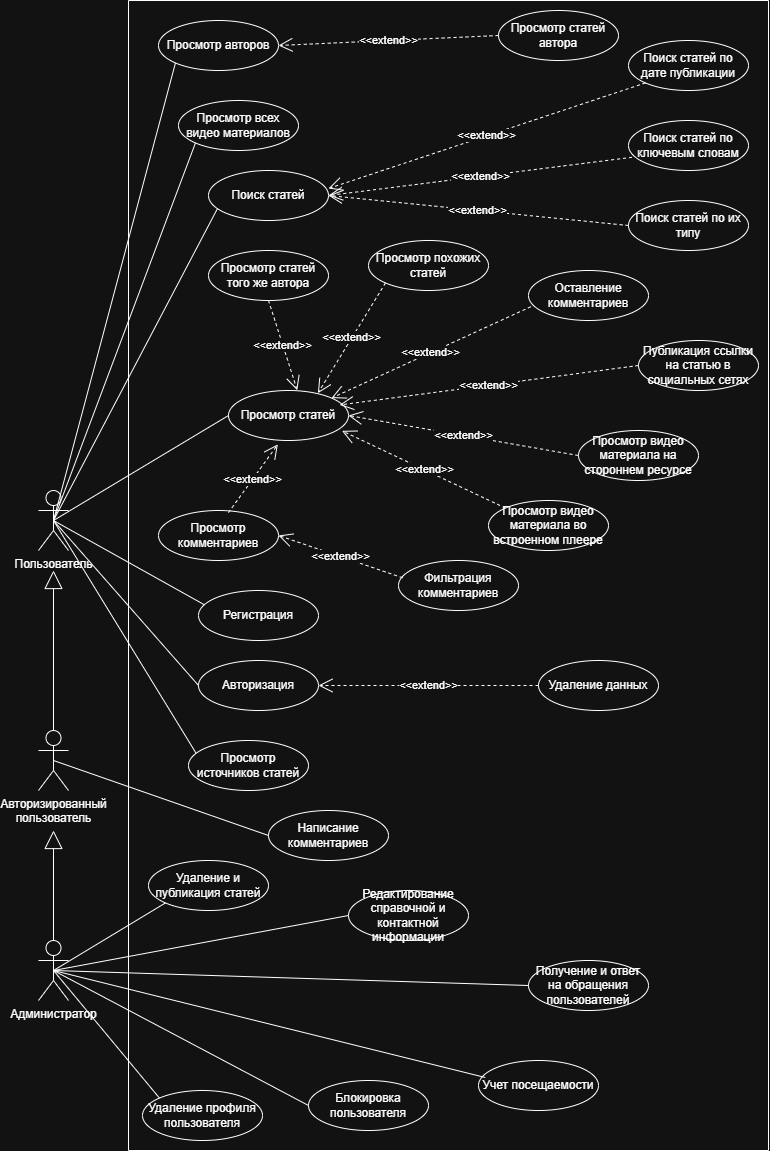 Просмотр авторов
<<extend>>
Просмотр статей
автора
Поиск статей по
дате публикации
Просмотр всех
видео материалов
<<extend>>
Поиск статей по
ключевым словам
Поиск статей
<<extend>>
<<extend>>
Поиск статей по их
типу
Просмотр статей
того же автора
Просмотр похожих
статей
Оставление
комментариев
<<extend>>
<<extend>>
<<extend>>
Публикация ссылки
на статью в
социальных сетях
<<extend>>
Просмотр статей
<<extend>>
Просмотр видео
материала на
стороннем ресурсе
<<extend>>
<<extend>>
Просмотр видео
материала во
встроенном плеере
Просмотр
комментариев
<<extend>>
Фильтрация
комментариев
Пользователь
Регистрация
Авторизация
<<extend>>
Удаление данных
Просмотр
источников статей
Авторизированный
пользователь
Написание
комментариев
Удаление и
публикация статей
Редактирование
справочной и
контактной
информации
Получение и ответ
на обращения
пользователей
Администратор
Учет посещаемости
Блокировка
пользователя
Удаление профиля
пользователя